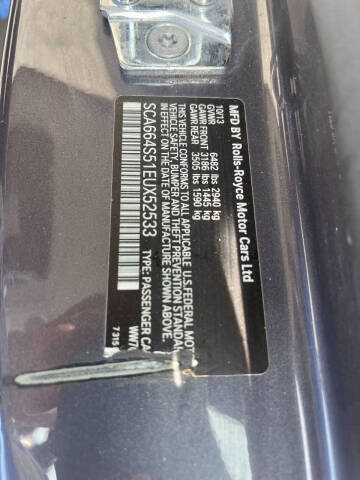 MFD BY Rolls-Royce Motor Cars Ltd
10/13
GVWR 6482 lbs 2940 kg
GAWR FRONT 3186 lbs 1445 kg
GAWR REAR 3505 lbs 1590 kg
THIS VEHICLE CONFORMS TO ALL APPLICABLE U.S. FEDERAL MOT
VEHICLE SAFETY, BUMPER AND THEFT PREVENTION STANDA
IN EFFECT ON THE DATE OF MANUFACTURE SHOWN ABOVE.
SCA664S51EUX52533
TYPE: PASSENGER CA
WW70
7315